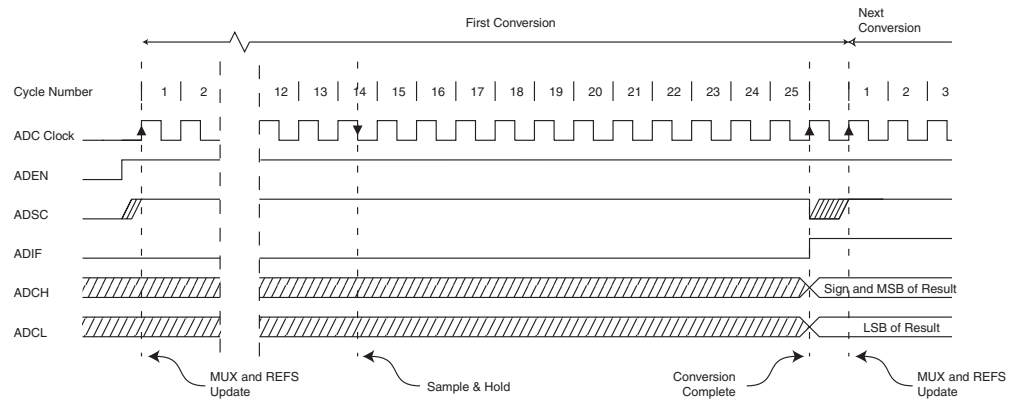 First Conversion
Next
Conversion
Cycle Number
1 2 12 13 14 15 16 17 18 19 20 21 22 23 24 25 1 2 3
ADC Clock
ADEN
ADSC
ADIF
ADCH
Sign and MSB of Result
ADCL
LSB of Result
MUX and REFS
Update
Sample & Hold
Conversion
Complete
MUX and REFS
Update